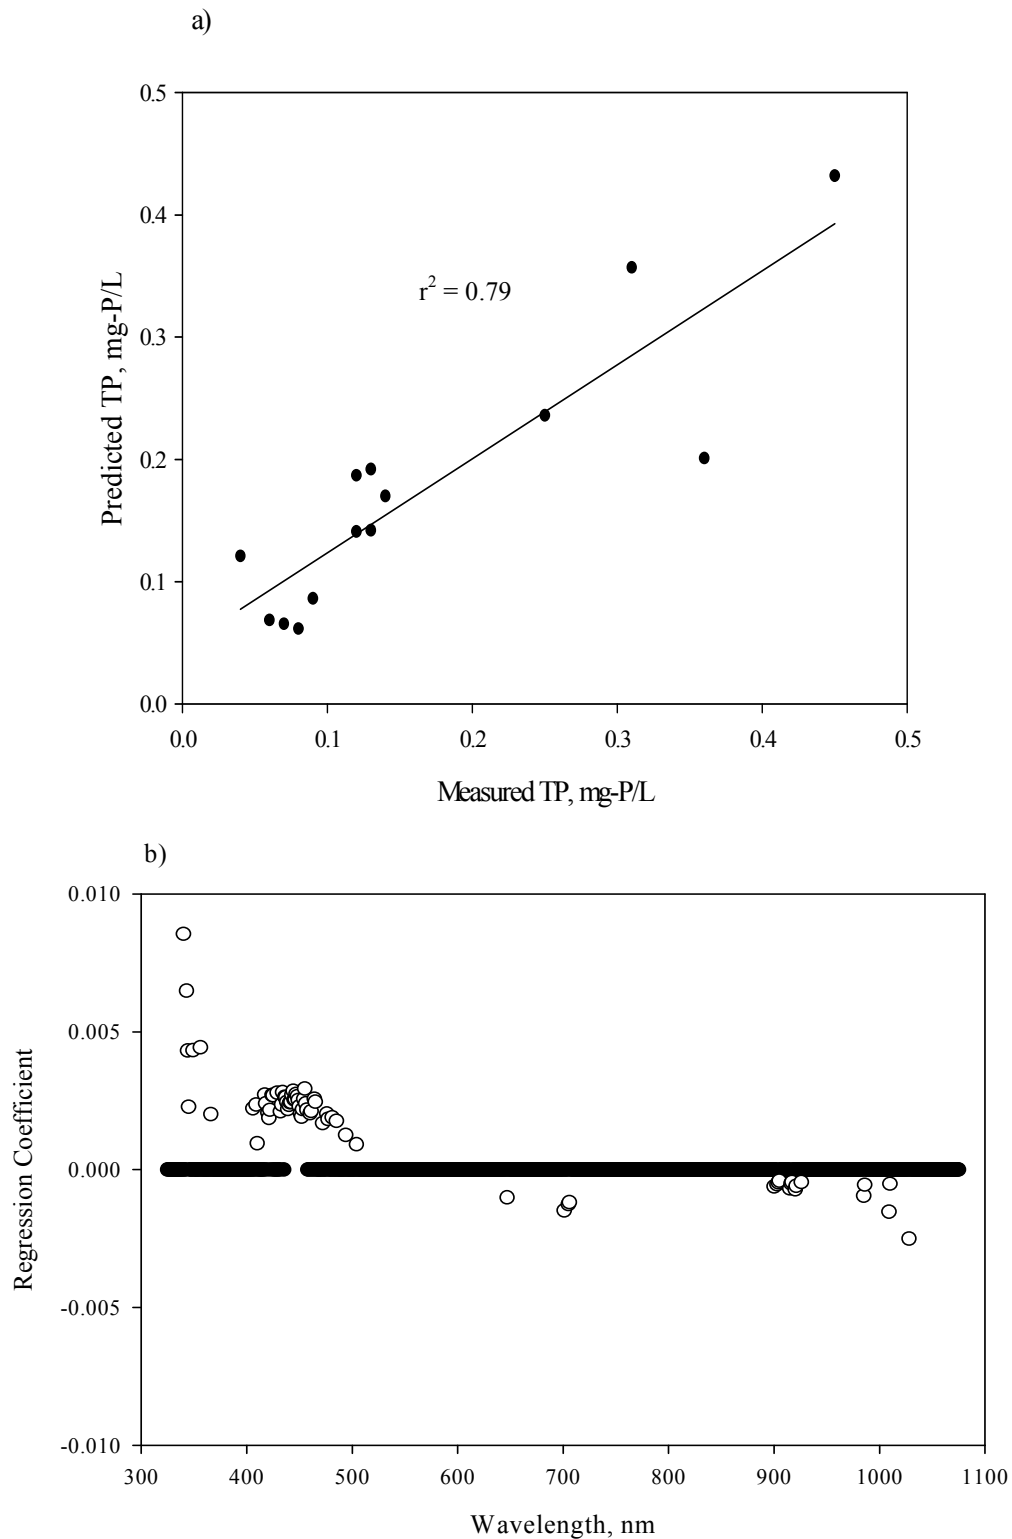 a)
0.5
0.4
0.3
0.2
0.1
0.0
Predicted TP, mg-P/L
r² = 0.79
0.0 0.1 0.2 0.3 0.4 0.5
Measured TP, mg-P/L
b)
0.010
0.005
0.000
-0.005
-0.010
Regression Coefficient
300 400 500 600 700 800 900 1000 1100
Wavelength, nm